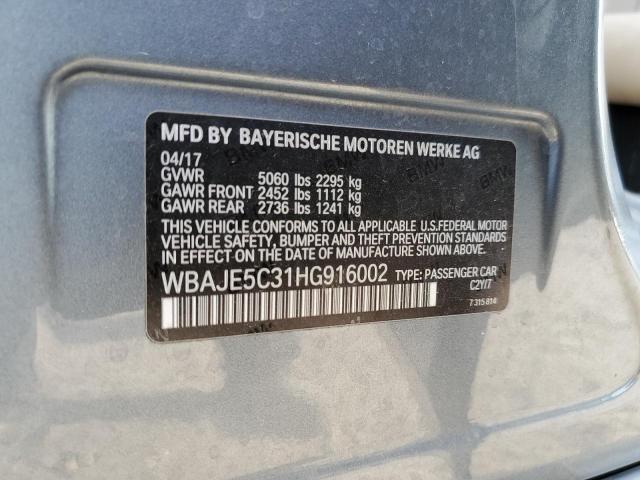 MFD BY BAYERISCHE MOTOREN WERKE AG
04/17
GVWR 5060 lbs 2295 kg
GAWR FRONT 2452 lbs 1112 kg
GAWR REAR 2736 lbs 1241 kg
THIS VEHICLE CONFORMS TO ALL APPLICABLE U.S.FEDERAL MOTOR
VEHICLE SAFETY, BUMPER AND THEFT PREVENTION STANDARDS
IN EFFECT ON THE DATE OF MANUFACTURE SHOWN ABOVE.
WBAJE5C31HG916002 TYPE: PASSENGER CAR
C2Y/7
7 315 814